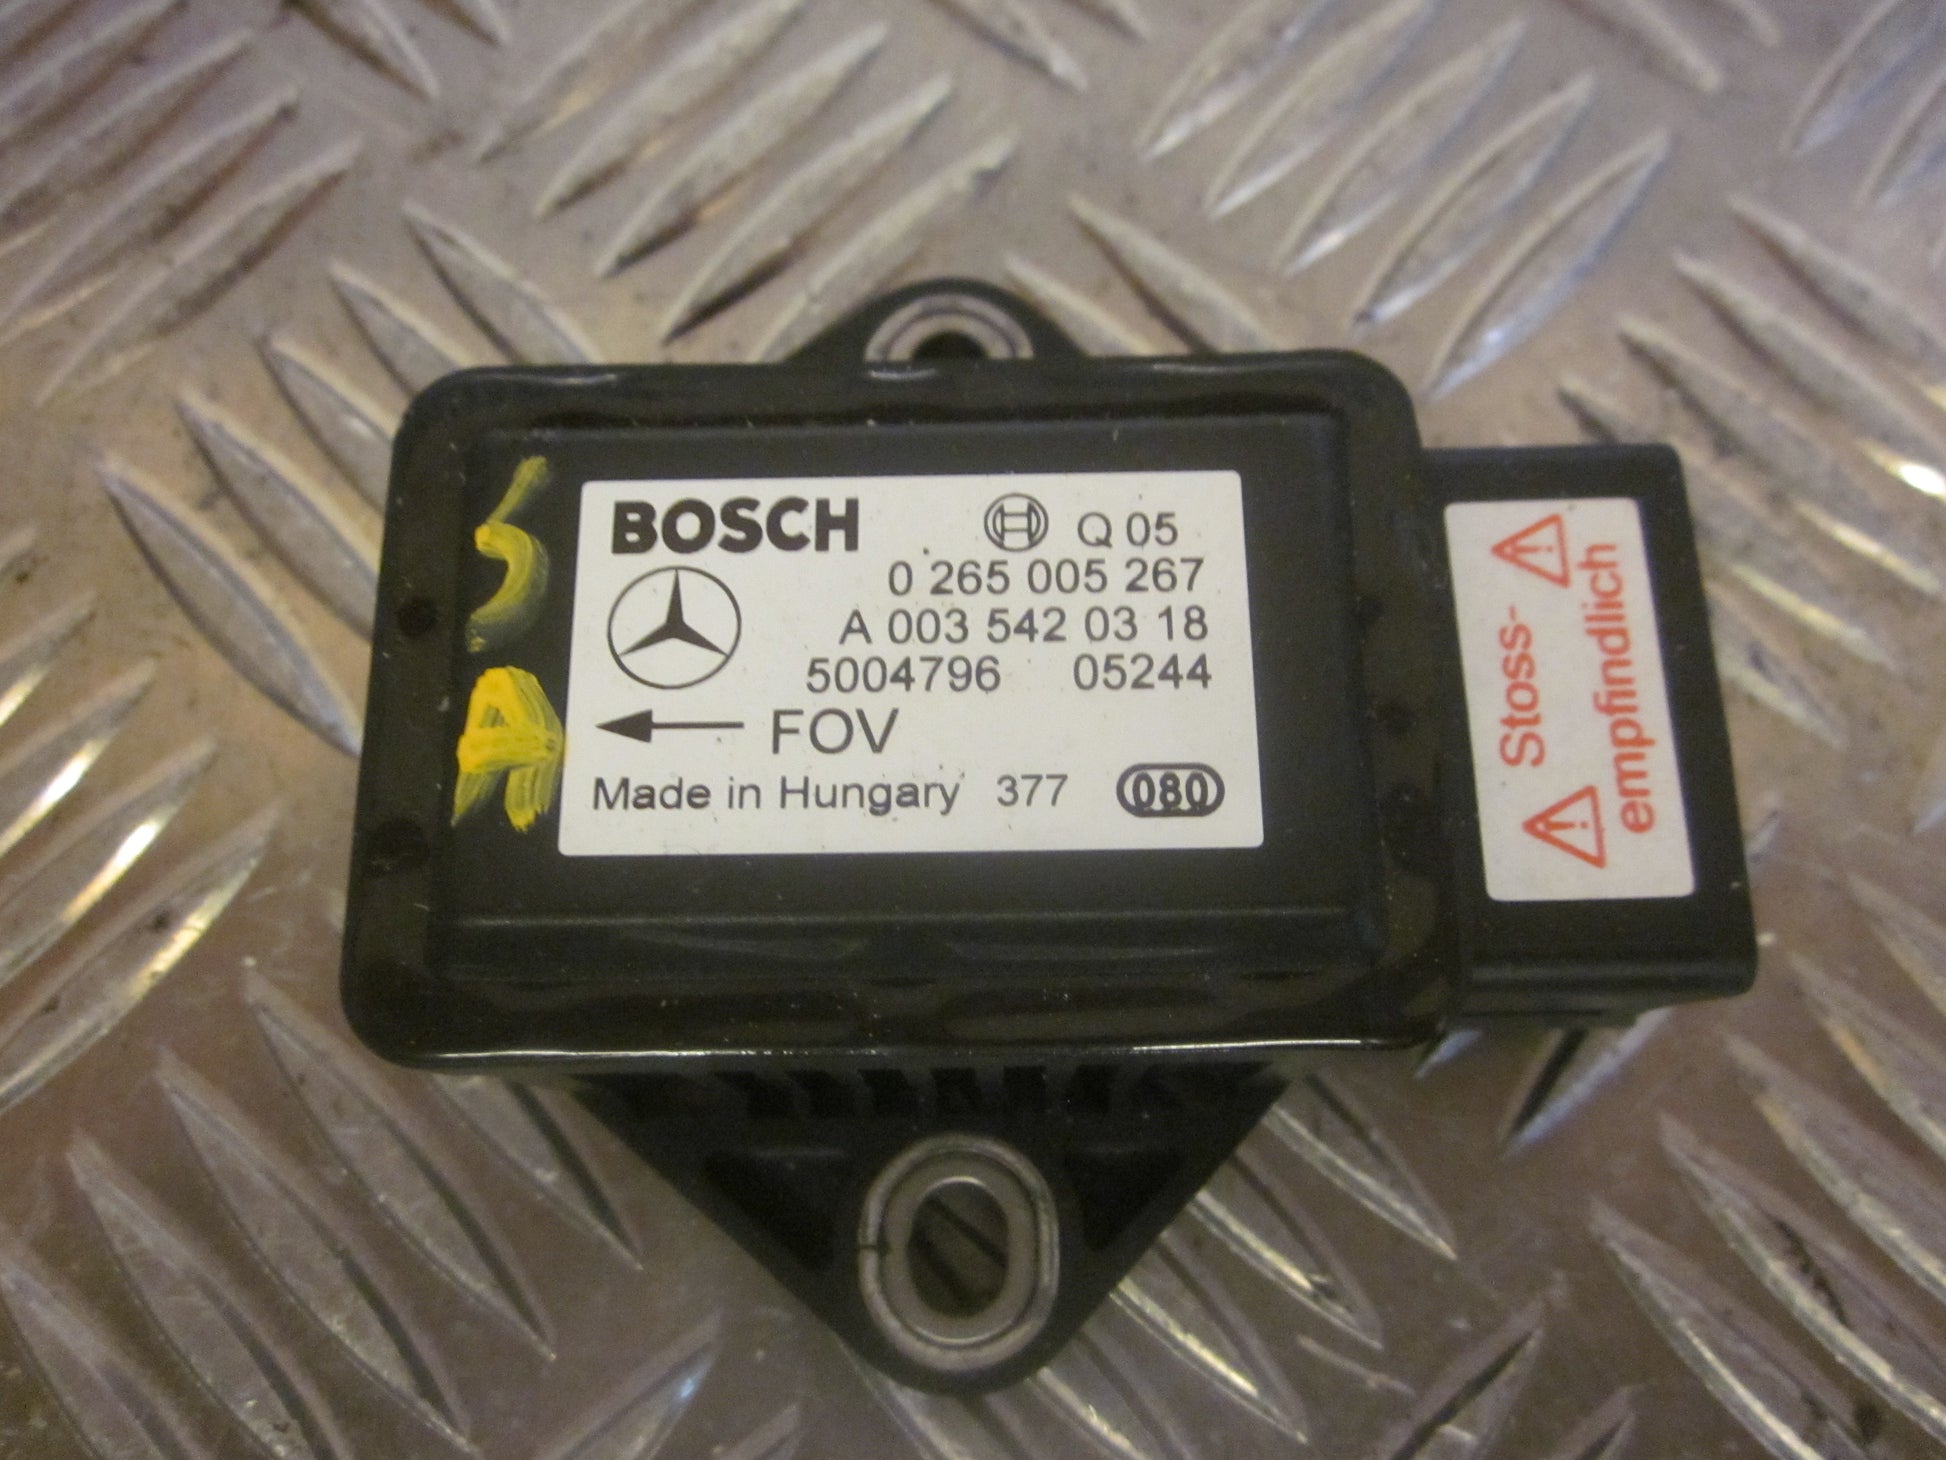 BOSCH Q 05
0 265 005 267
A 003 542 03 18
5004796 05244
FOV
Made in Hungary 377 080
Stoss-
empfindlich